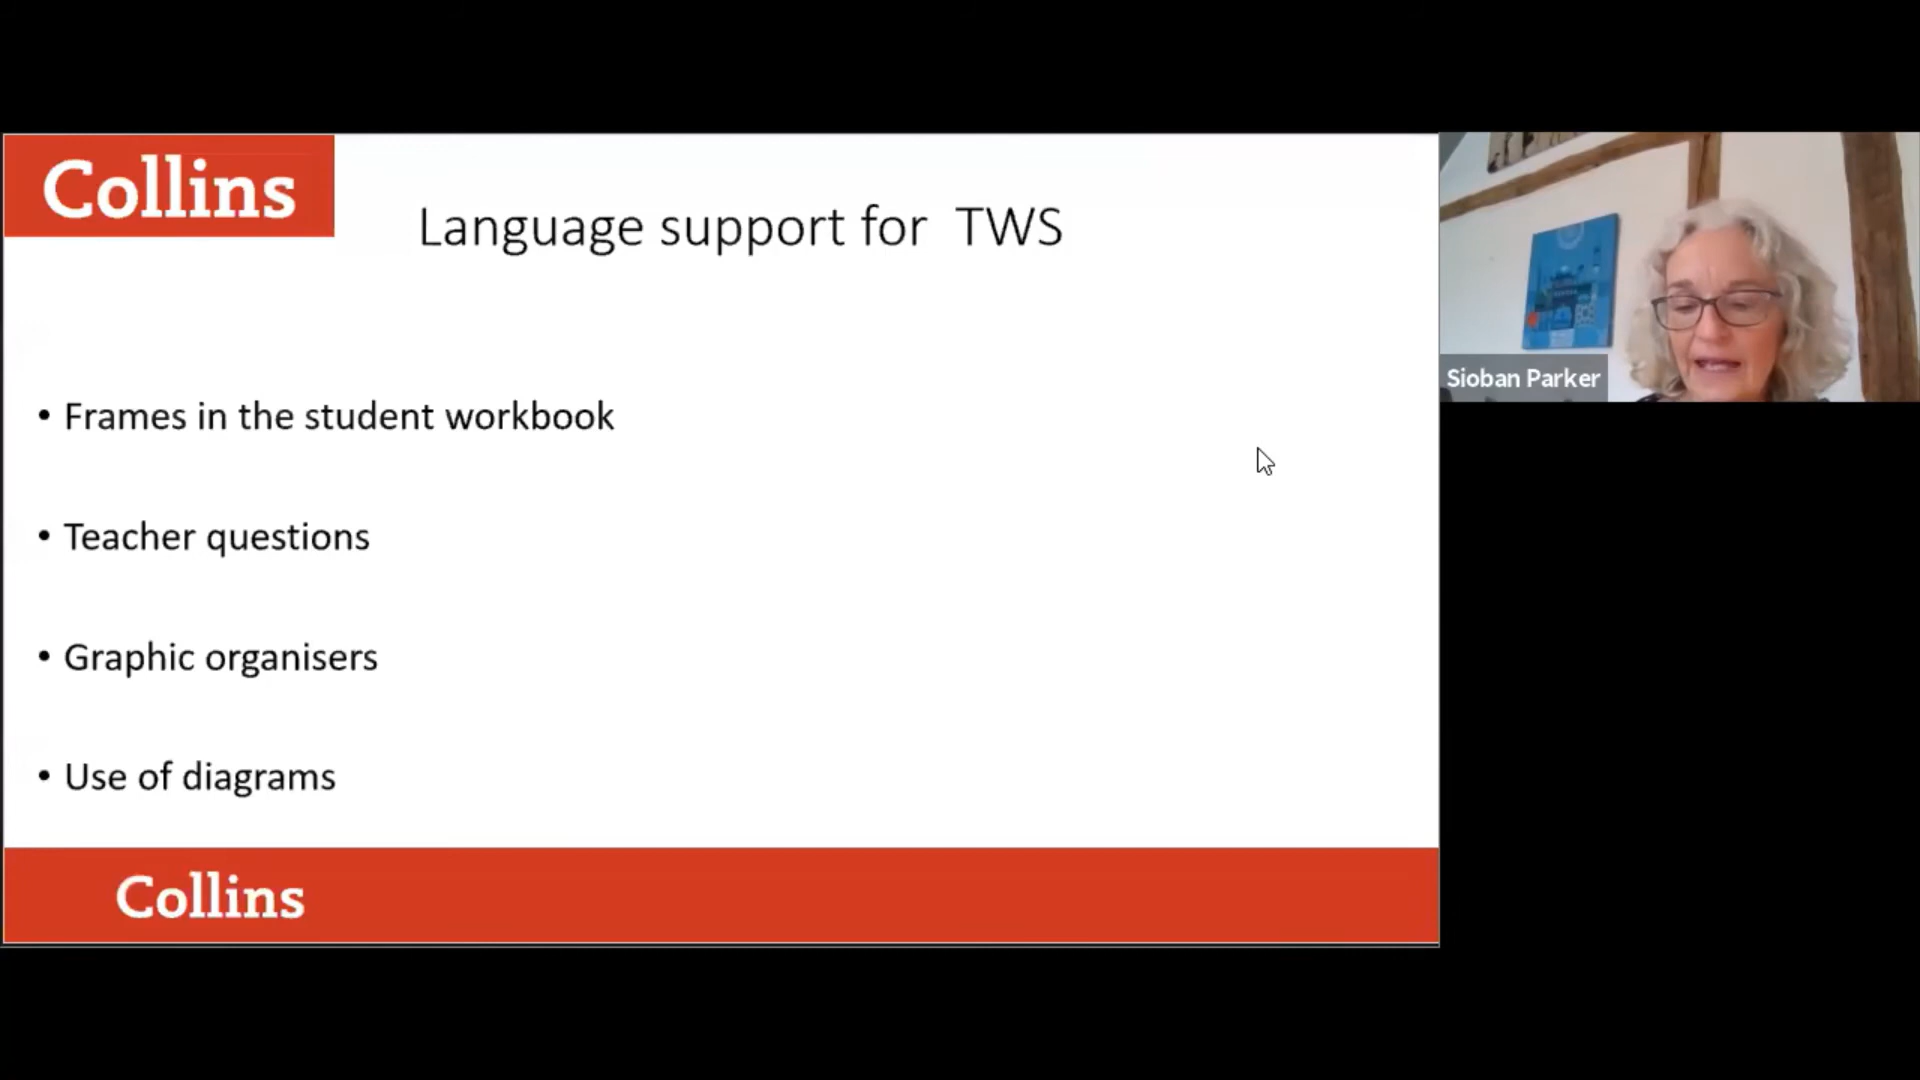 Collins
Language support for TWS
• Frames in the student workbook
• Teacher questions
• Graphic organisers
• Use of diagrams
Collins
Sioban Parker